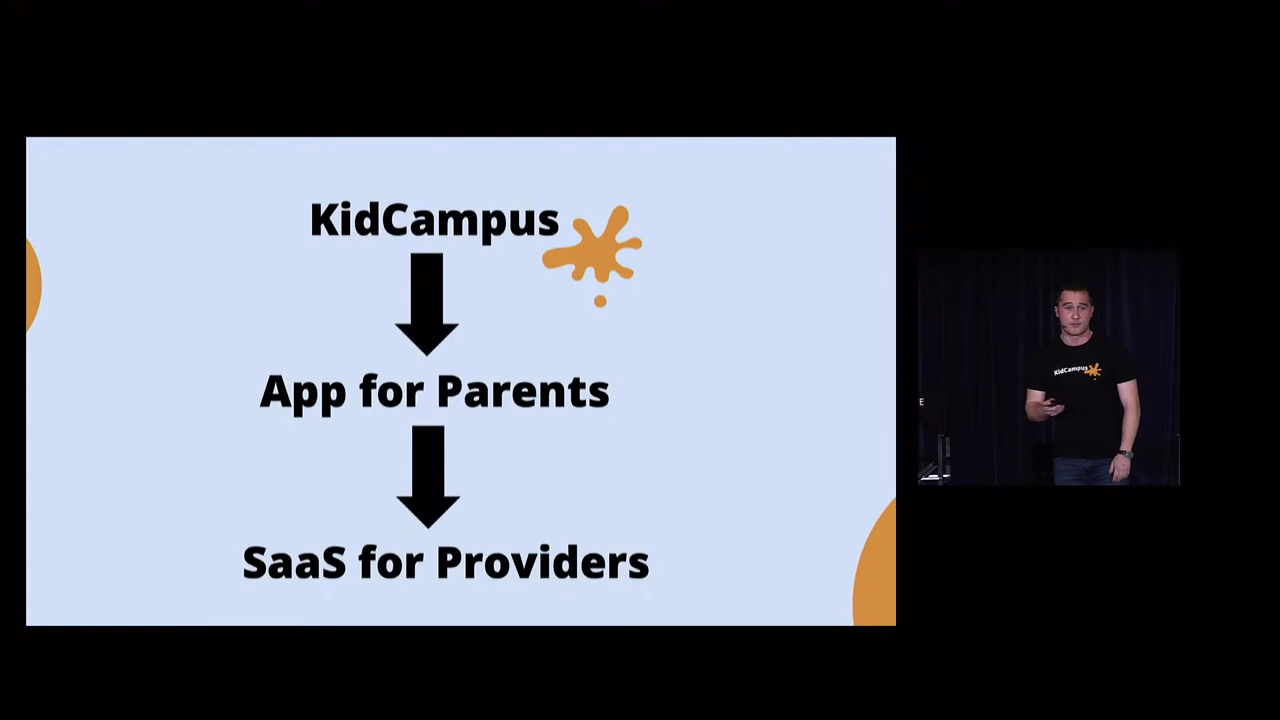 KidCampus
App for Parents
SaaS for Providers
KidCampus
E